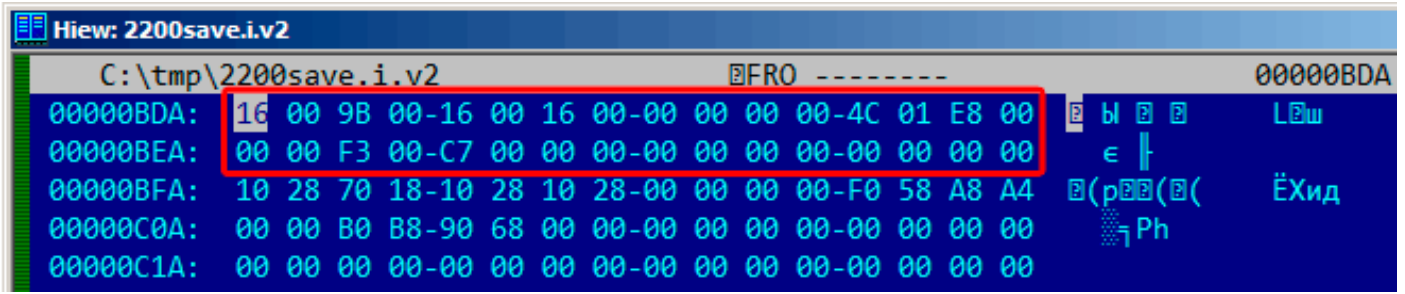 Hiew: 2200save.i.v2
C:\tmp\2200save.i.v2 FRO -------- 00000BDA
00000BDA: 16 00 9B 00-16 00 16 00-00 00 00 00-4C 01 E8 00 Ы L ш
00000BEA: 00 00 F3 00-C7 00 00 00-00 00 00 00-00 00 00 00 є ╟
00000BFA: 10 28 70 18-10 28 10 28-00 00 00 00-F0 58 A8 A4 (p ( ( ЁXид
00000C0A: 00 00 B0 B8-90 68 00 00-00 00 00 00-00 00 00 00 ░╕Рh
00000C1A: 00 00 00 00-00 00 00 00-00 00 00 00-00 00 00 00